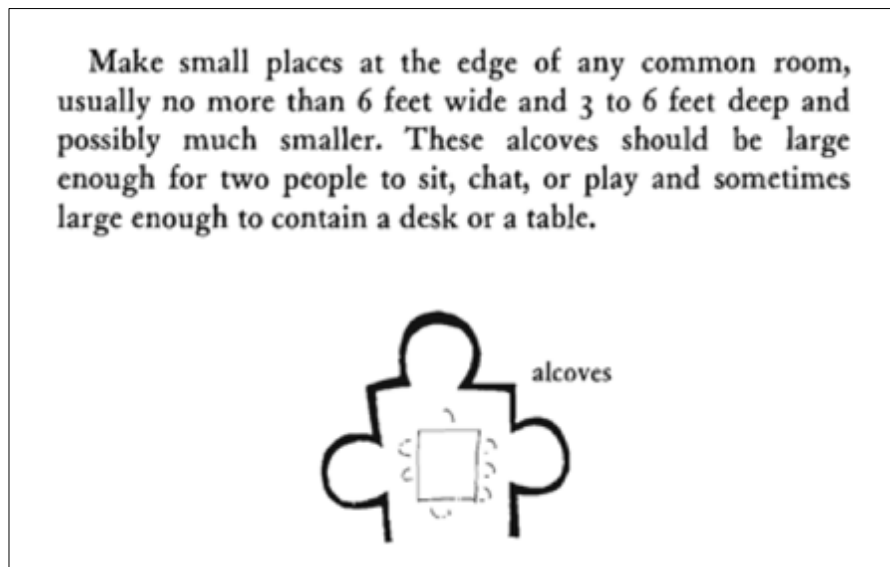 Make small places at the edge of any common room,
usually no more than 6 feet wide and 3 to 6 feet deep and
possibly much smaller. These alcoves should be large
enough for two people to sit, chat, or play and sometimes
large enough to contain a desk or a table.
alcoves